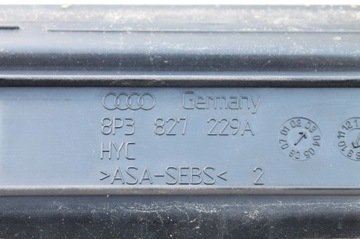 Germany
8P3 827 229A
HYC
>ASA-SEBS< 2